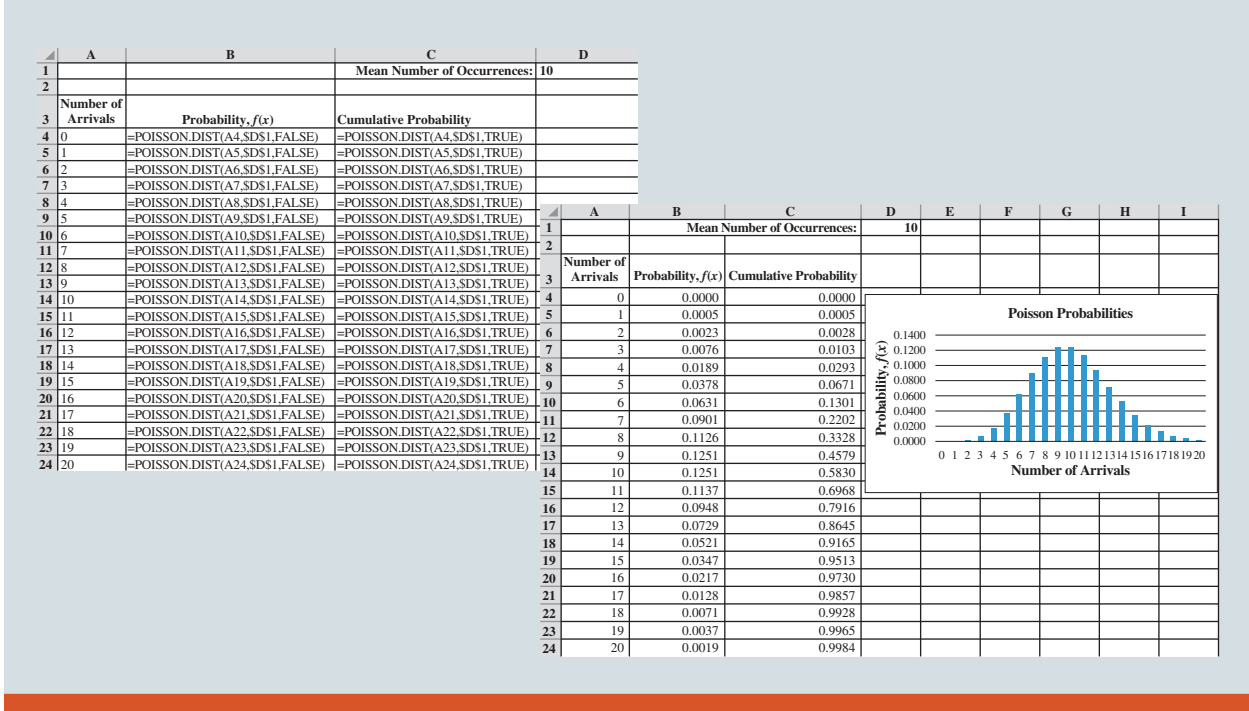 A B C D
1 Mean Number of Occurrences: 10
2
Number of
3 Arrivals Probability, f(x) Cumulative Probability
4 0 =POISSON.DIST(A4,$D$1,FALSE) =POISSON.DIST(A4,$D$1,TRUE)
5 1 =POISSON.DIST(A5,$D$1,FALSE) =POISSON.DIST(A5,$D$1,TRUE)
6 2 =POISSON.DIST(A6,$D$1,FALSE) =POISSON.DIST(A6,$D$1,TRUE)
7 3 =POISSON.DIST(A7,$D$1,FALSE) =POISSON.DIST(A7,$D$1,TRUE)
8 4 =POISSON.DIST(A8,$D$1,FALSE) =POISSON.DIST(A8,$D$1,TRUE)
9 5 =POISSON.DIST(A9,$D$1,FALSE) =POISSON.DIST(A9,$D$1,TRUE)
10 6 =POISSON.DIST(A10,$D$1,FALSE) =POISSON.DIST(A10,$D$1,TRUE)
11 7 =POISSON.DIST(A11,$D$1,FALSE) =POISSON.DIST(A11,$D$1,TRUE)
12 8 =POISSON.DIST(A12,$D$1,FALSE) =POISSON.DIST(A12,$D$1,TRUE)
13 9 =POISSON.DIST(A13,$D$1,FALSE) =POISSON.DIST(A13,$D$1,TRUE)
14 10 =POISSON.DIST(A14,$D$1,FALSE) =POISSON.DIST(A14,$D$1,TRUE)
15 11 =POISSON.DIST(A15,$D$1,FALSE) =POISSON.DIST(A15,$D$1,TRUE)
16 12 =POISSON.DIST(A16,$D$1,FALSE) =POISSON.DIST(A16,$D$1,TRUE)
17 13 =POISSON.DIST(A17,$D$1,FALSE) =POISSON.DIST(A17,$D$1,TRUE)
18 14 =POISSON.DIST(A18,$D$1,FALSE) =POISSON.DIST(A18,$D$1,TRUE)
19 15 =POISSON.DIST(A19,$D$1,FALSE) =POISSON.DIST(A19,$D$1,TRUE)
20 16 =POISSON.DIST(A20,$D$1,FALSE) =POISSON.DIST(A20,$D$1,TRUE)
21 17 =POISSON.DIST(A21,$D$1,FALSE) =POISSON.DIST(A21,$D$1,TRUE)
22 18 =POISSON.DIST(A22,$D$1,FALSE) =POISSON.DIST(A22,$D$1,TRUE)
23 19 =POISSON.DIST(A23,$D$1,FALSE) =POISSON.DIST(A23,$D$1,TRUE)
24 20 =POISSON.DIST(A24,$D$1,FALSE) =POISSON.DIST(A24,$D$1,TRUE)
A B C D E F G H I
1 Mean Number of Occurrences: 10
2
Number of
3 Arrivals Probability, f(x) Cumulative Probability
4 0 0.0000 0.0000
5 1 0.0005 0.0005
6 2 0.0023 0.0028
7 3 0.0076 0.0103
8 4 0.0189 0.0293
9 5 0.0378 0.0671
10 6 0.0631 0.1301
11 7 0.0901 0.2202
12 8 0.1126 0.3328
13 9 0.1251 0.4579
14 10 0.1251 0.5830
15 11 0.1137 0.6968
16 12 0.0948 0.7916
17 13 0.0729 0.8645
18 14 0.0521 0.9165
19 15 0.0347 0.9513
20 16 0.0217 0.9730
21 17 0.0128 0.9857
22 18 0.0071 0.9928
23 19 0.0037 0.9965
24 20 0.0019 0.9984
Poisson Probabilities
Probability, f(x)
0.1400
0.1200
0.1000
0.0800
0.0600
0.0400
0.0200
0.0000
0 1 2 3 4 5 6 7 8 9 10 11 12 13 14 15 16 17 18 19 20
Number of Arrivals